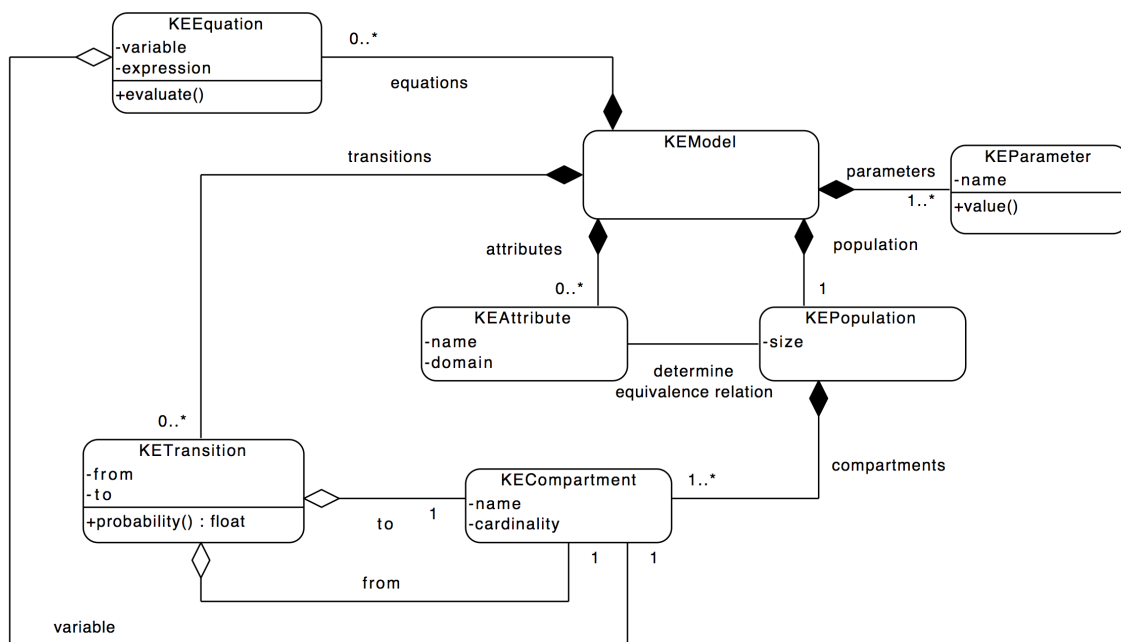 KEEquation
-variable
-expression
+evaluate()
0..*
equations
KEModel
transitions
parameters
1..*
KEParameter
-name
+value()
attributes
0..*
population
1
KEAttribute
-name
-domain
determine
equivalence relation
KEPopulation
-size
0..*
KETransition
-from
-to
+probability() : float
1
to
KECompartment
-name
-cardinality
1..*
compartments
1
1
from
variable